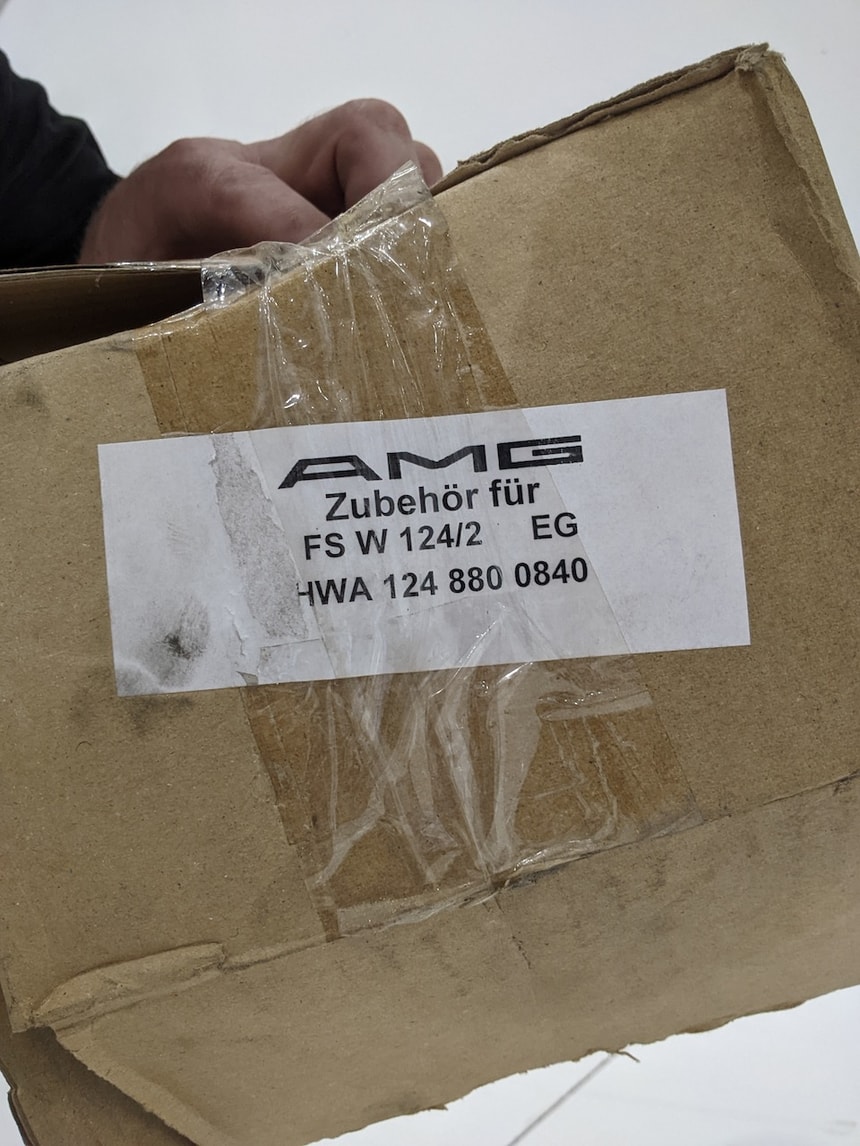 AMG
Zubehör für
FS W 124/2 EG
HWA 124 880 0840